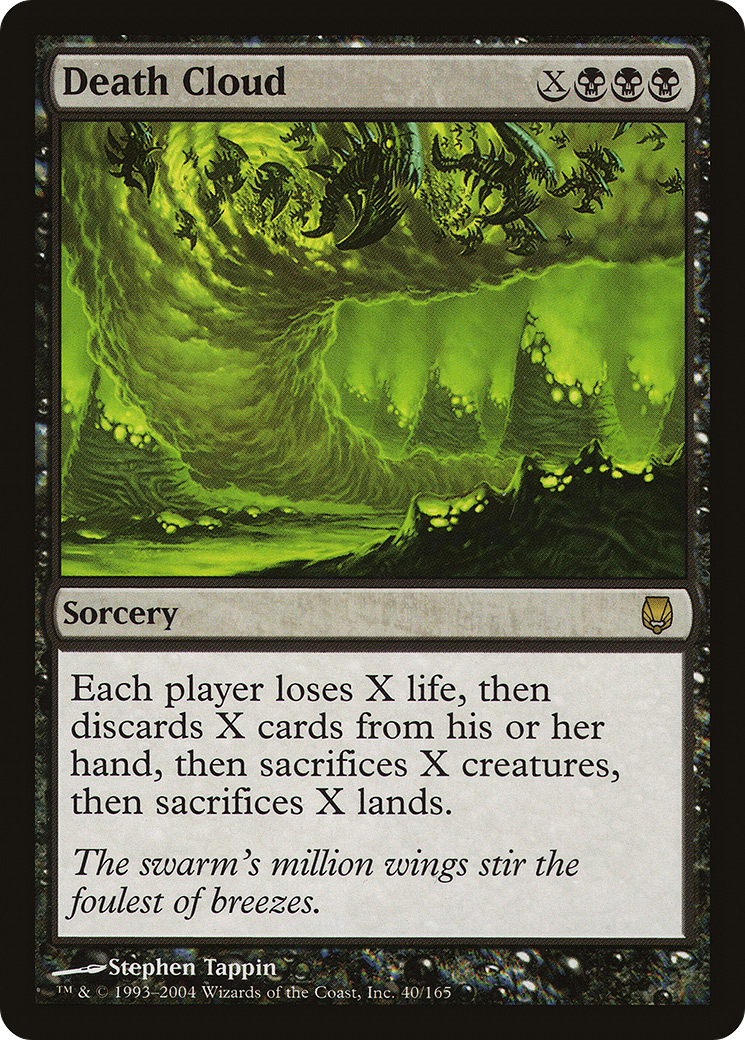 Death Cloud X
Sorcery
Each player loses X life, then
discards X cards from his or her
hand, then sacrifices X creatures,
then sacrifices X lands.
The swarm's million wings stir the
foulest of breezes.
Stephen Tappin
™ & © 1993–2004 Wizards of the Coast, Inc. 40/165